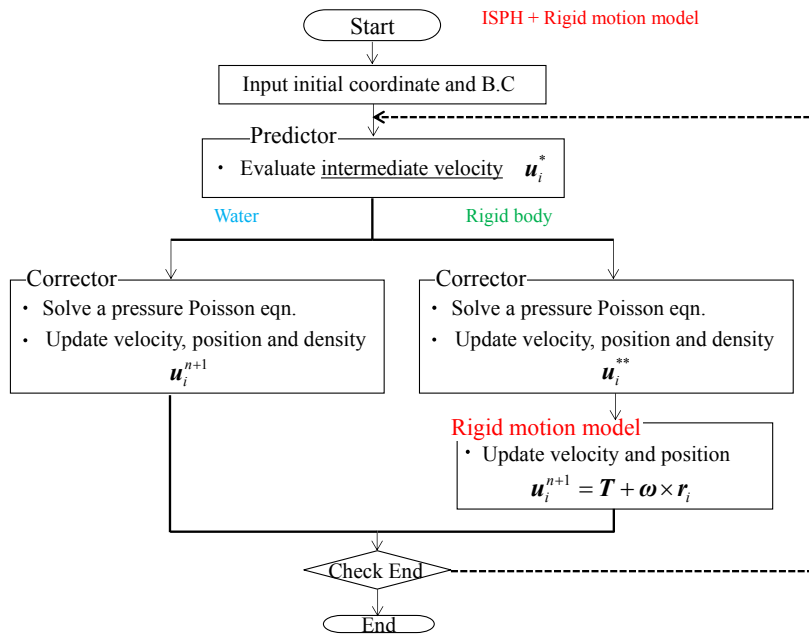 Start
ISPH + Rigid motion model
Input initial coordinate and B.C
Predictor
· Evaluate intermediate velocity u_i^*
Water
Rigid body
Corrector
· Solve a pressure Poisson eqn.
· Update velocity, position and density
u_i^{n+1}
Corrector
· Solve a pressure Poisson eqn.
· Update velocity, position and density
u_i^{**}
Rigid motion model
· Update velocity and position
u_i^{n+1} = T + ω × r_i
Check End
End